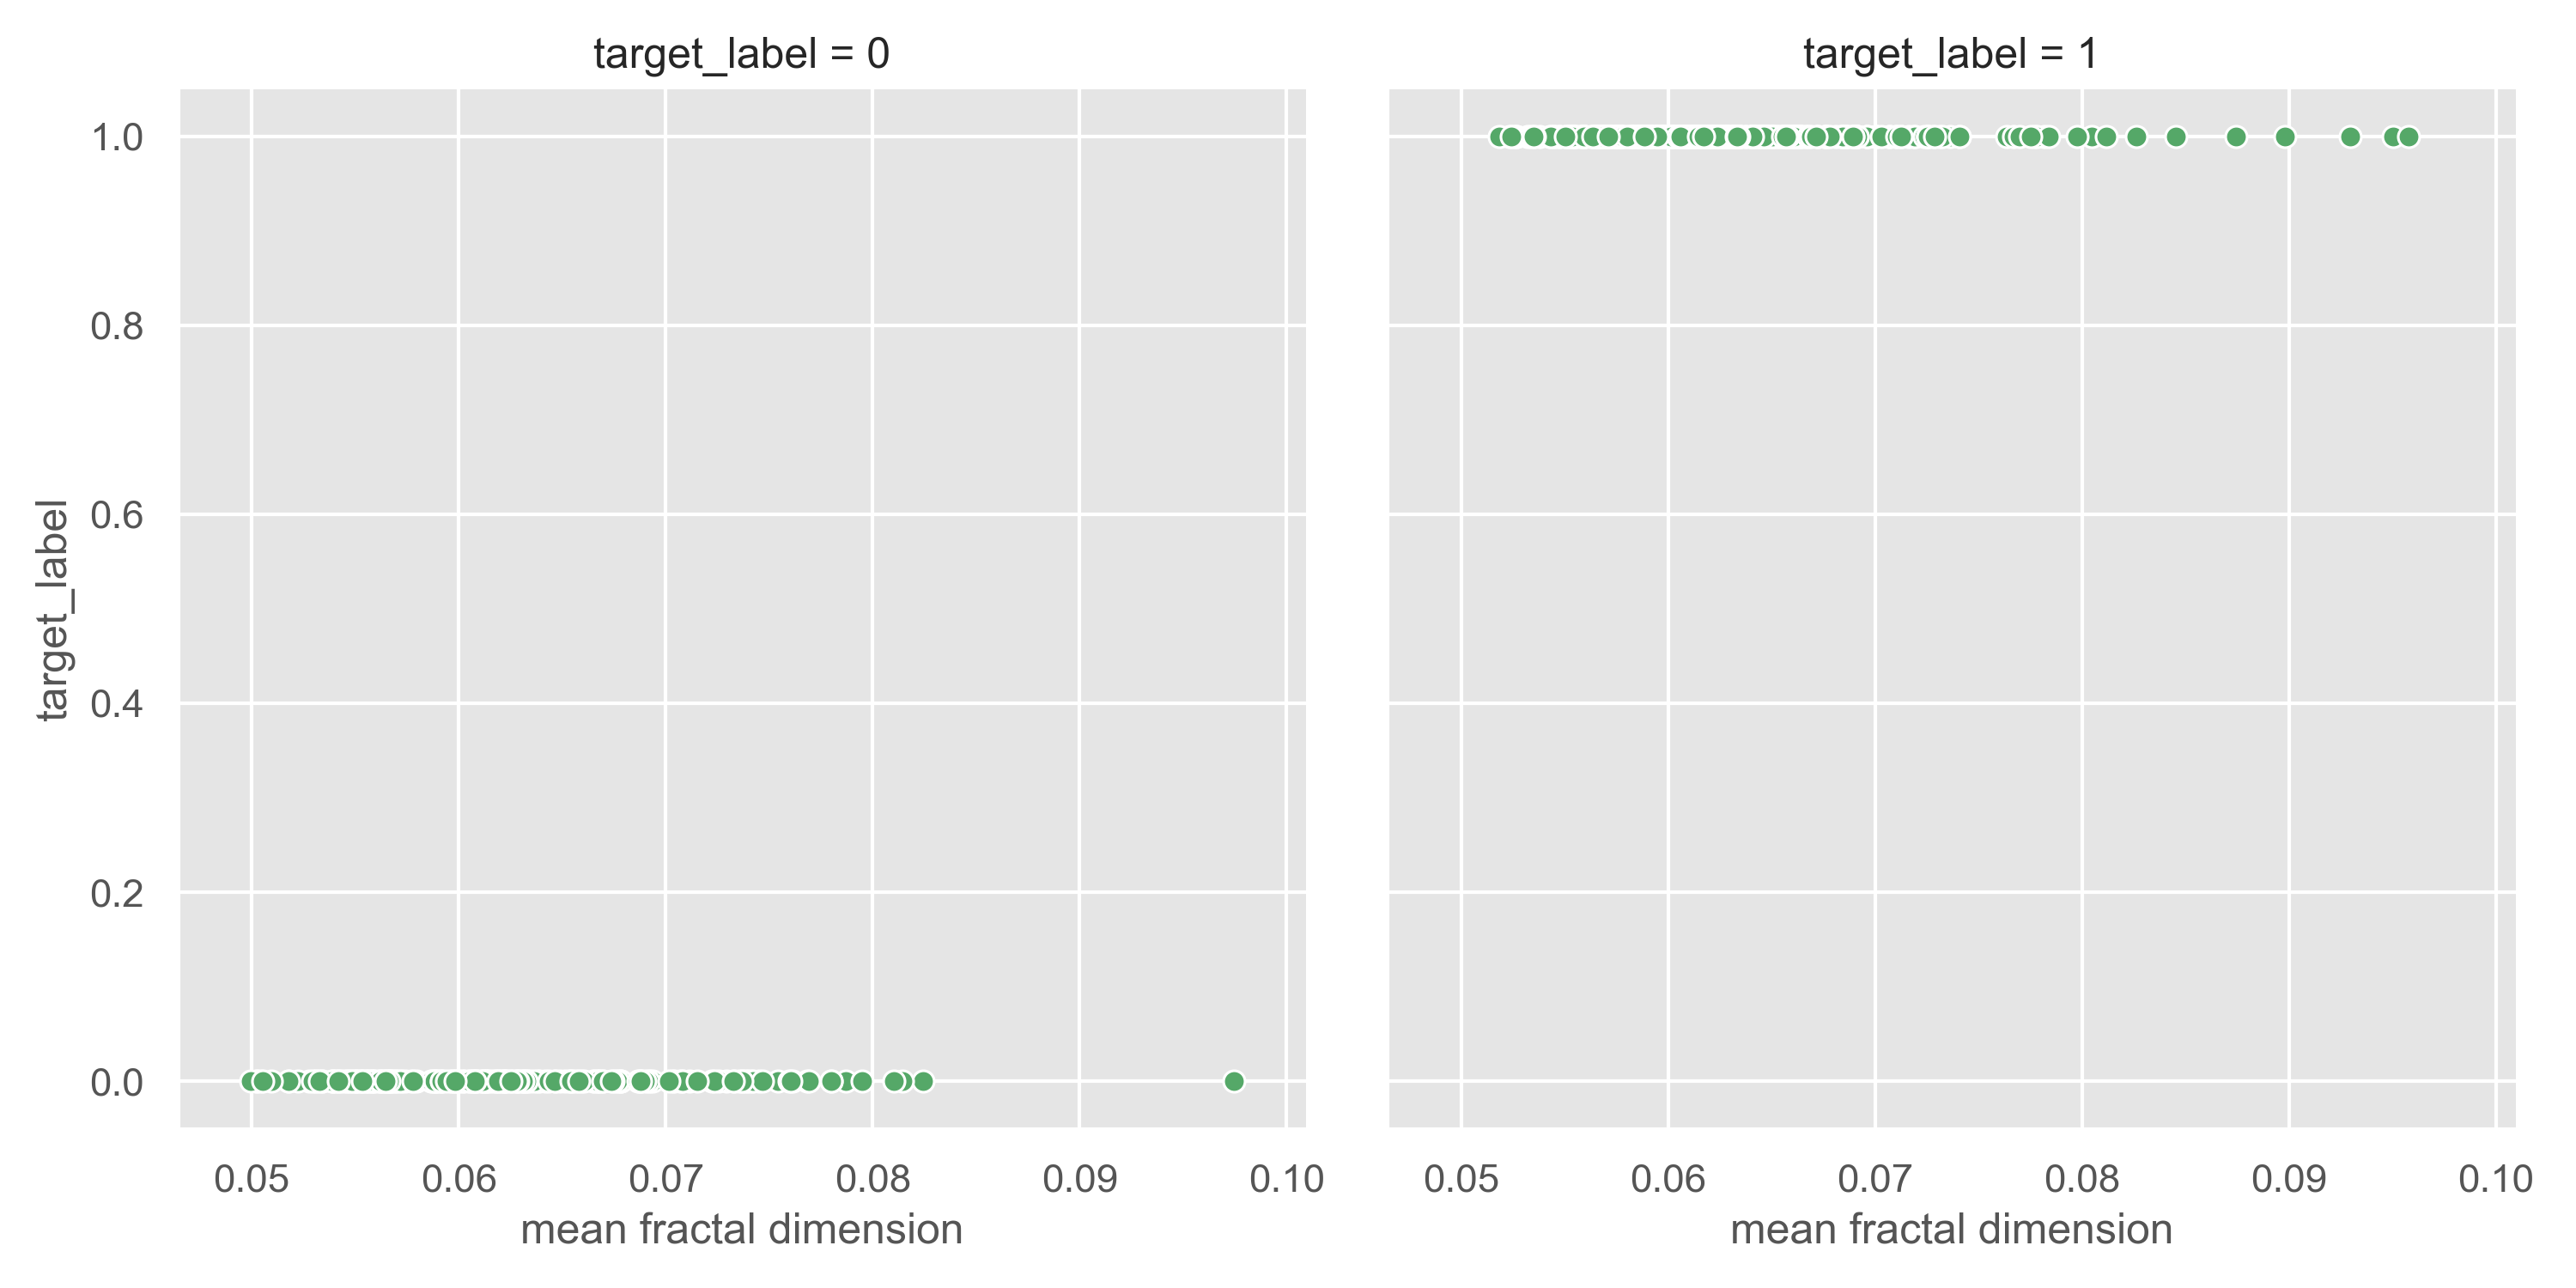 target_label = 0
target_label = 1
1.0
0.8
0.6
0.4
0.2
0.0
target_label
0.05 0.06 0.07 0.08 0.09 0.10
0.05 0.06 0.07 0.08 0.09 0.10
mean fractal dimension
mean fractal dimension